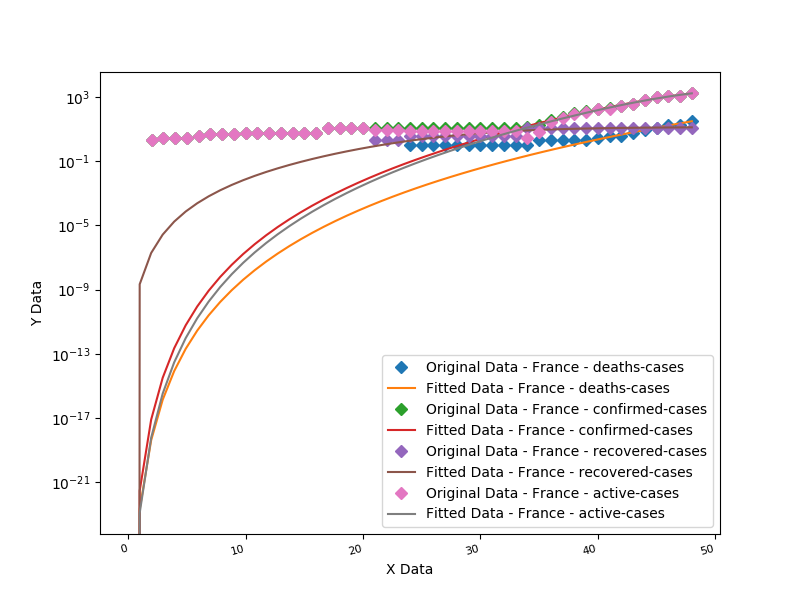 10^3
10^-1
10^-5
10^-9
10^-13
10^-17
10^-21
Y Data
Original Data - France - deaths-cases
Fitted Data - France - deaths-cases
Original Data - France - confirmed-cases
Fitted Data - France - confirmed-cases
Original Data - France - recovered-cases
Fitted Data - France - recovered-cases
Original Data - France - active-cases
Fitted Data - France - active-cases
0 10 20 30 40 50
X Data